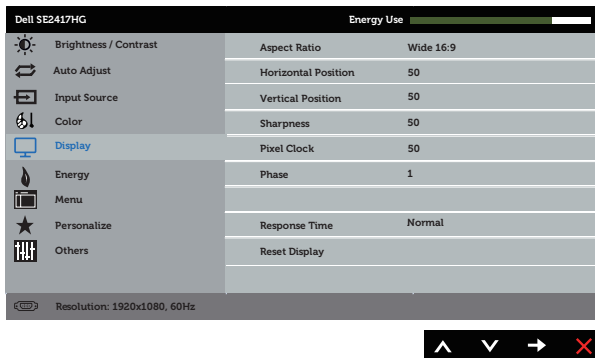 Dell SE2417HG Energy Use
Brightness / Contrast
Auto Adjust
Input Source
Color
Display
Energy
Menu
Personalize
Others
Aspect Ratio Wide 16:9
Horizontal Position 50
Vertical Position 50
Sharpness 50
Pixel Clock 50
Phase 1
Response Time Normal
Reset Display
Resolution: 1920x1080, 60Hz